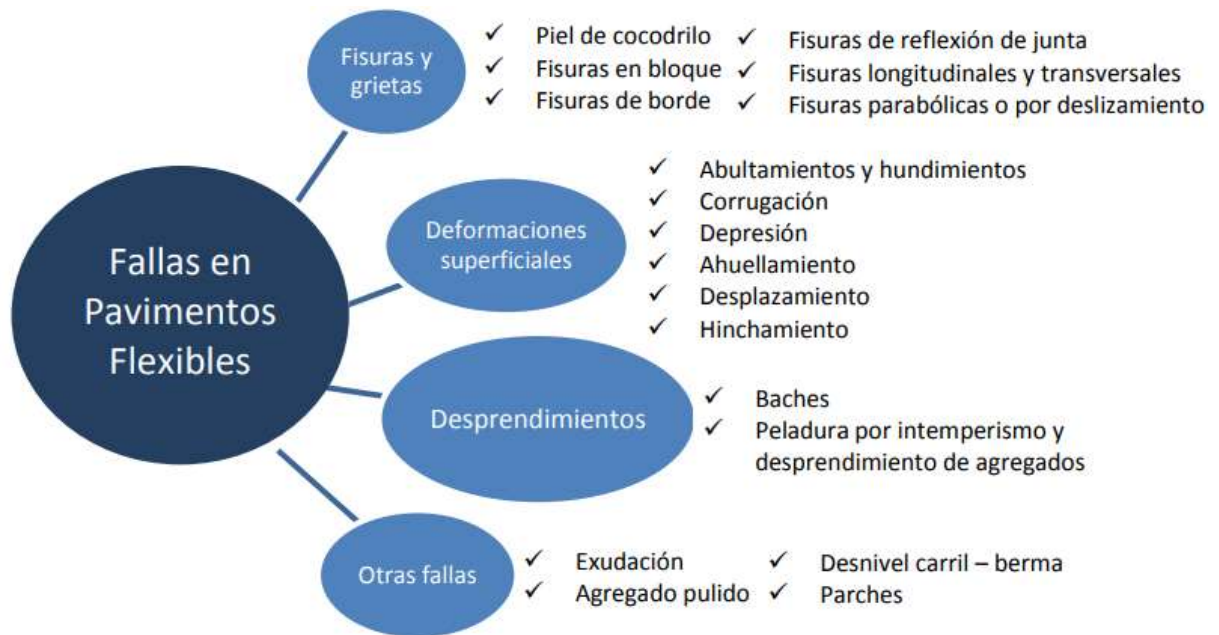 Fisuras y
grietas
✓ Piel de cocodrilo
✓ Fisuras en bloque
✓ Fisuras de borde
✓ Fisuras de reflexión de junta
✓ Fisuras longitudinales y transversales
✓ Fisuras parabólicas o por deslizamiento
Fallas en
Pavimentos
Flexibles
Deformaciones
superficiales
✓ Abultamientos y hundimientos
✓ Corrugación
✓ Depresión
✓ Ahuellamiento
✓ Desplazamiento
✓ Hinchamiento
Desprendimientos
✓ Baches
✓ Peladura por intemperismo y
desprendimiento de agregados
Otras fallas
✓ Exudación
✓ Agregado pulido
✓ Desnivel carril – berma
✓ Parches